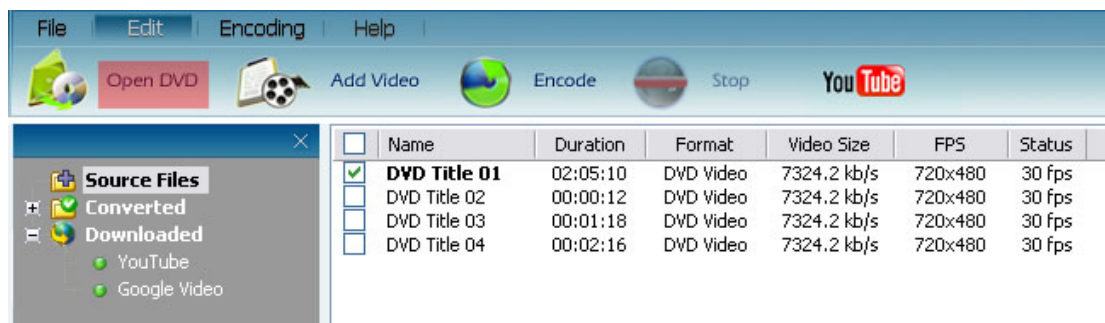 File Edit Encoding Help
Open DVD Add Video Encode Stop You Tube
Source Files
Converted
Downloaded
YouTube
Google Video
Name Duration Format Video Size FPS Status
DVD Title 01 02:05:10 DVD Video 7324.2 kb/s 720x480 30 fps
DVD Title 02 00:00:12 DVD Video 7324.2 kb/s 720x480 30 fps
DVD Title 03 00:01:18 DVD Video 7324.2 kb/s 720x480 30 fps
DVD Title 04 00:02:16 DVD Video 7324.2 kb/s 720x480 30 fps